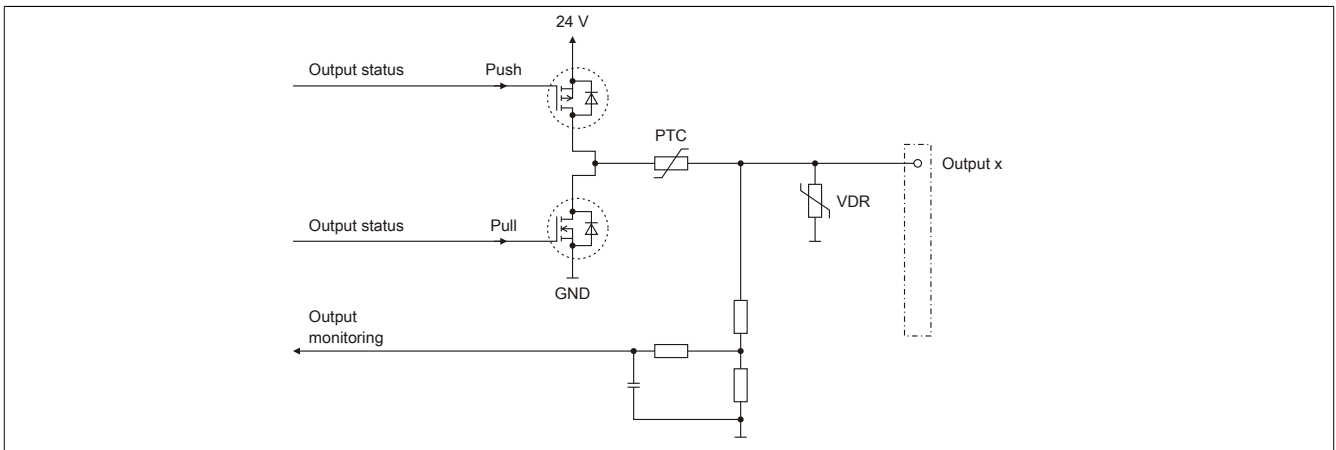 24 V
Output status
Push
PTC
Output x
VDR
Output status
Pull
GND
Output
monitoring